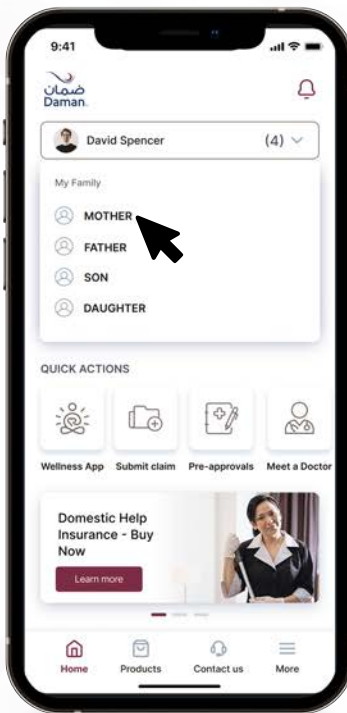 9:41
ضمان
Daman.
David Spencer (4)
My Family
MOTHER
FATHER
SON
DAUGHTER
QUICK ACTIONS
Wellness App Submit claim Pre-approvals Meet a Doctor
Domestic Help
Insurance - Buy
Now
Learn more
Home Products Contact us More